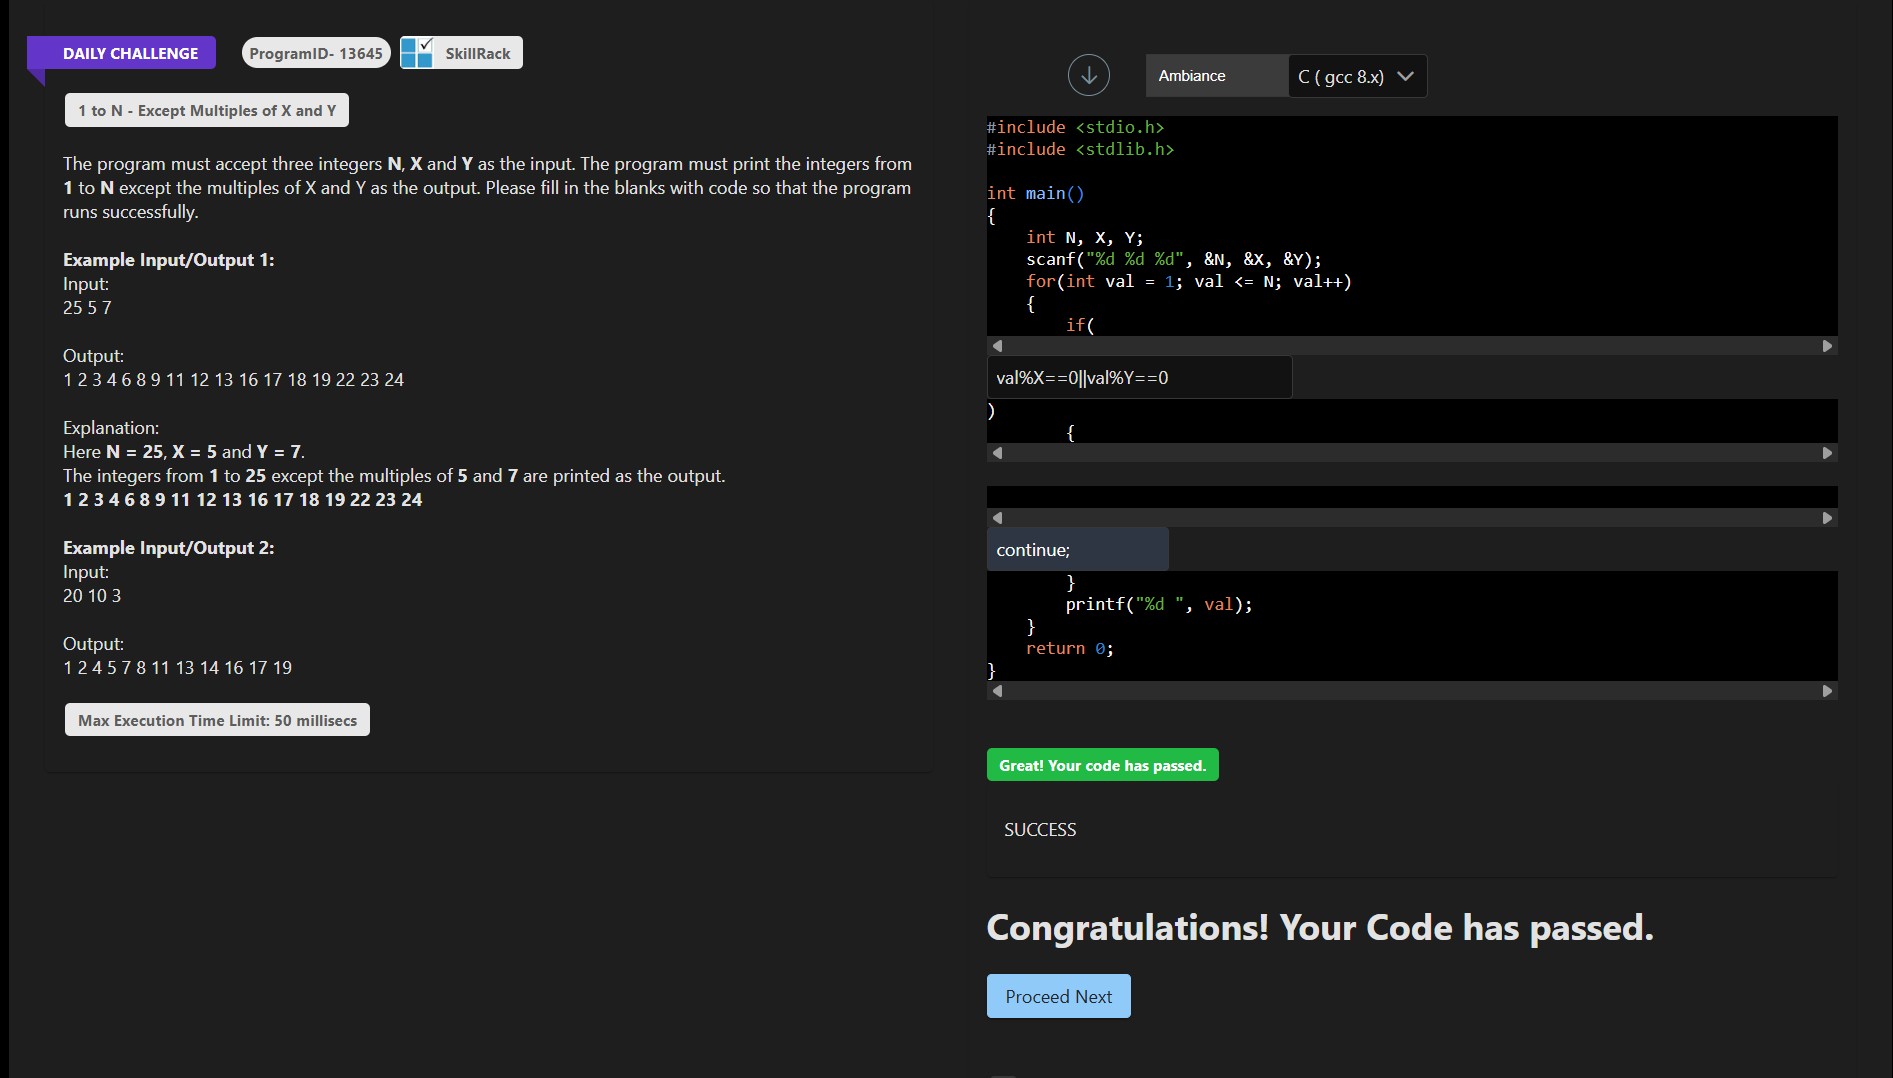 DAILY CHALLENGE
ProgramID- 13645
SkillRack
1 to N - Except Multiples of X and Y
The program must accept three integers N, X and Y as the input. The program must print the integers from
1 to N except the multiples of X and Y as the output. Please fill in the blanks with code so that the program
runs successfully.
Example Input/Output 1:
Input:
25 5 7
Output:
1 2 3 4 6 8 9 11 12 13 16 17 18 19 22 23 24
Explanation:
Here N = 25, X = 5 and Y = 7.
The integers from 1 to 25 except the multiples of 5 and 7 are printed as the output.
1 2 3 4 6 8 9 11 12 13 16 17 18 19 22 23 24
Example Input/Output 2:
Input:
20 10 3
Output:
1 2 4 5 7 8 11 13 14 16 17 19
Max Execution Time Limit: 50 millisecs
Ambiance
C ( gcc 8.x)
#include <stdio.h>
#include <stdlib.h>
int main()
{
    int N, X, Y;
    scanf("%d %d %d", &N, &X, &Y);
    for(int val = 1; val <= N; val++)
    {
        if(
val%X==0||val%Y==0
)
        {
continue;
        }
        printf("%d ", val);
    }
    return 0;
}
Great! Your code has passed.
SUCCESS
Congratulations! Your Code has passed.
Proceed Next